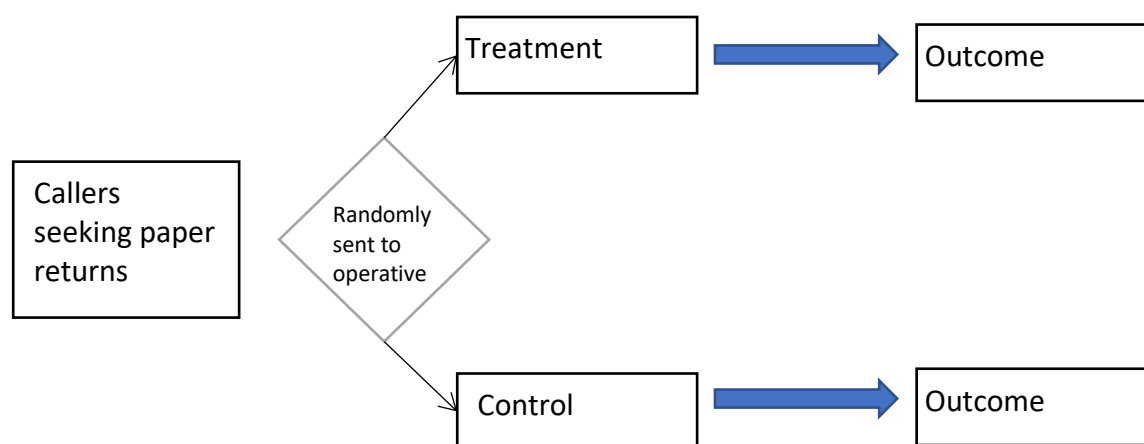 Treatment
Outcome
Callers
seeking paper
returns
Randomly
sent to
operative
Control
Outcome